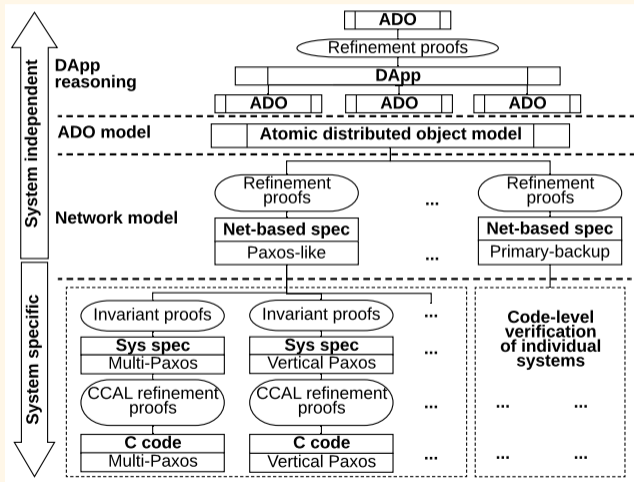 ADO
Refinement proofs
DApp
reasoning
DApp
ADO ADO ADO
ADO model
Atomic distributed object model
System independent
Network model
Refinement
proofs
...
Refinement
proofs
Net-based spec
Paxos-like
...
Net-based spec
Primary-backup
System specific
Invariant proofs
Invariant proofs
...
Sys spec
Multi-Paxos
Sys spec
Vertical Paxos
...
CCAL refinement
proofs
CCAL refinement
proofs
...
C code
Multi-Paxos
C code
Vertical Paxos
...
Code-level
verification
of individual
systems
... ...
... ...